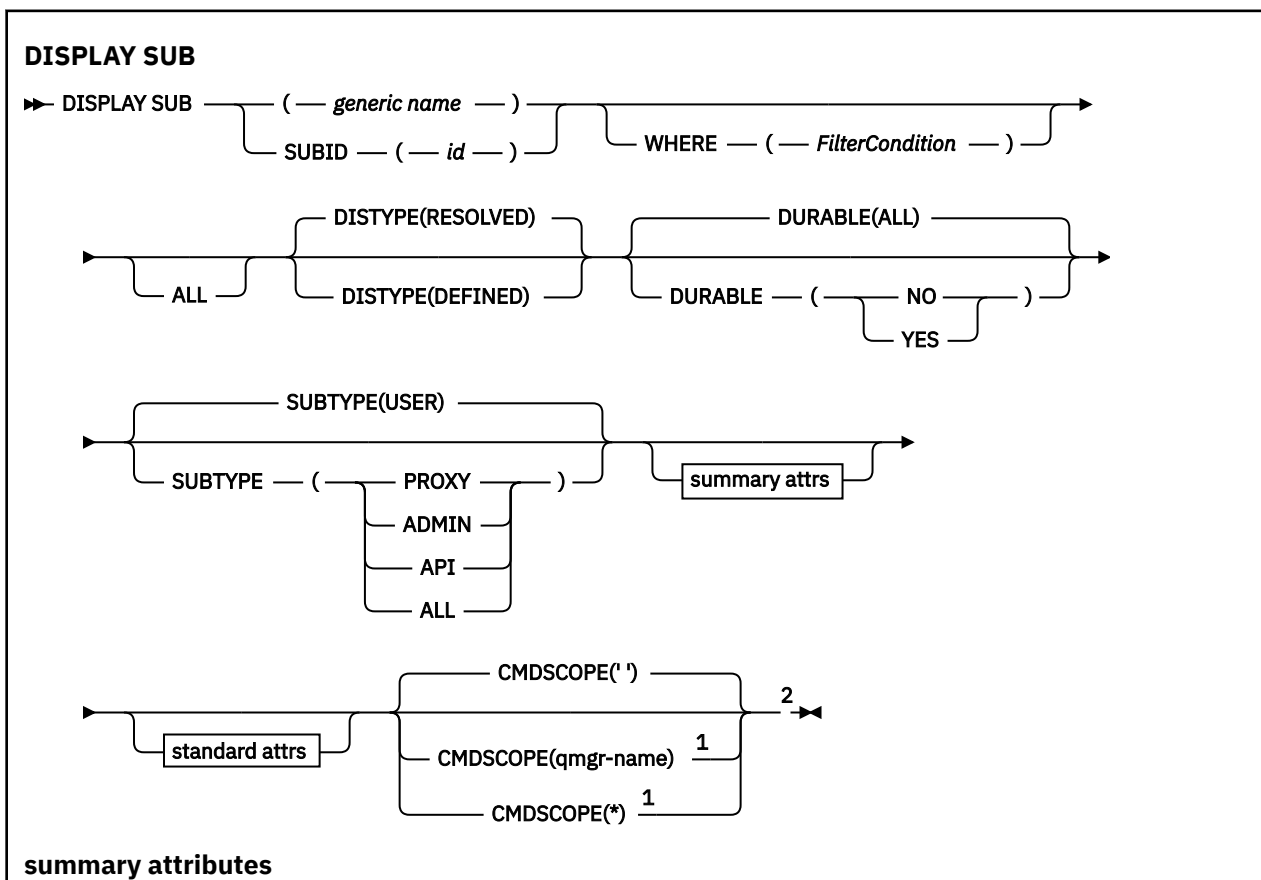 DISPLAY SUB
DISPLAY SUB ( generic name )
SUBID ( id )
WHERE ( FilterCondition )
ALL
DISTYPE(RESOLVED)
DISTYPE(DEFINED)
DURABLE(ALL)
DURABLE ( NO )
YES
SUBTYPE(USER)
SUBTYPE ( PROXY )
ADMIN
API
ALL
summary attrs
standard attrs
CMDSCOPE(' ')
CMDSCOPE(qmgr-name) 1
CMDSCOPE(*) 1
2
summary attributes